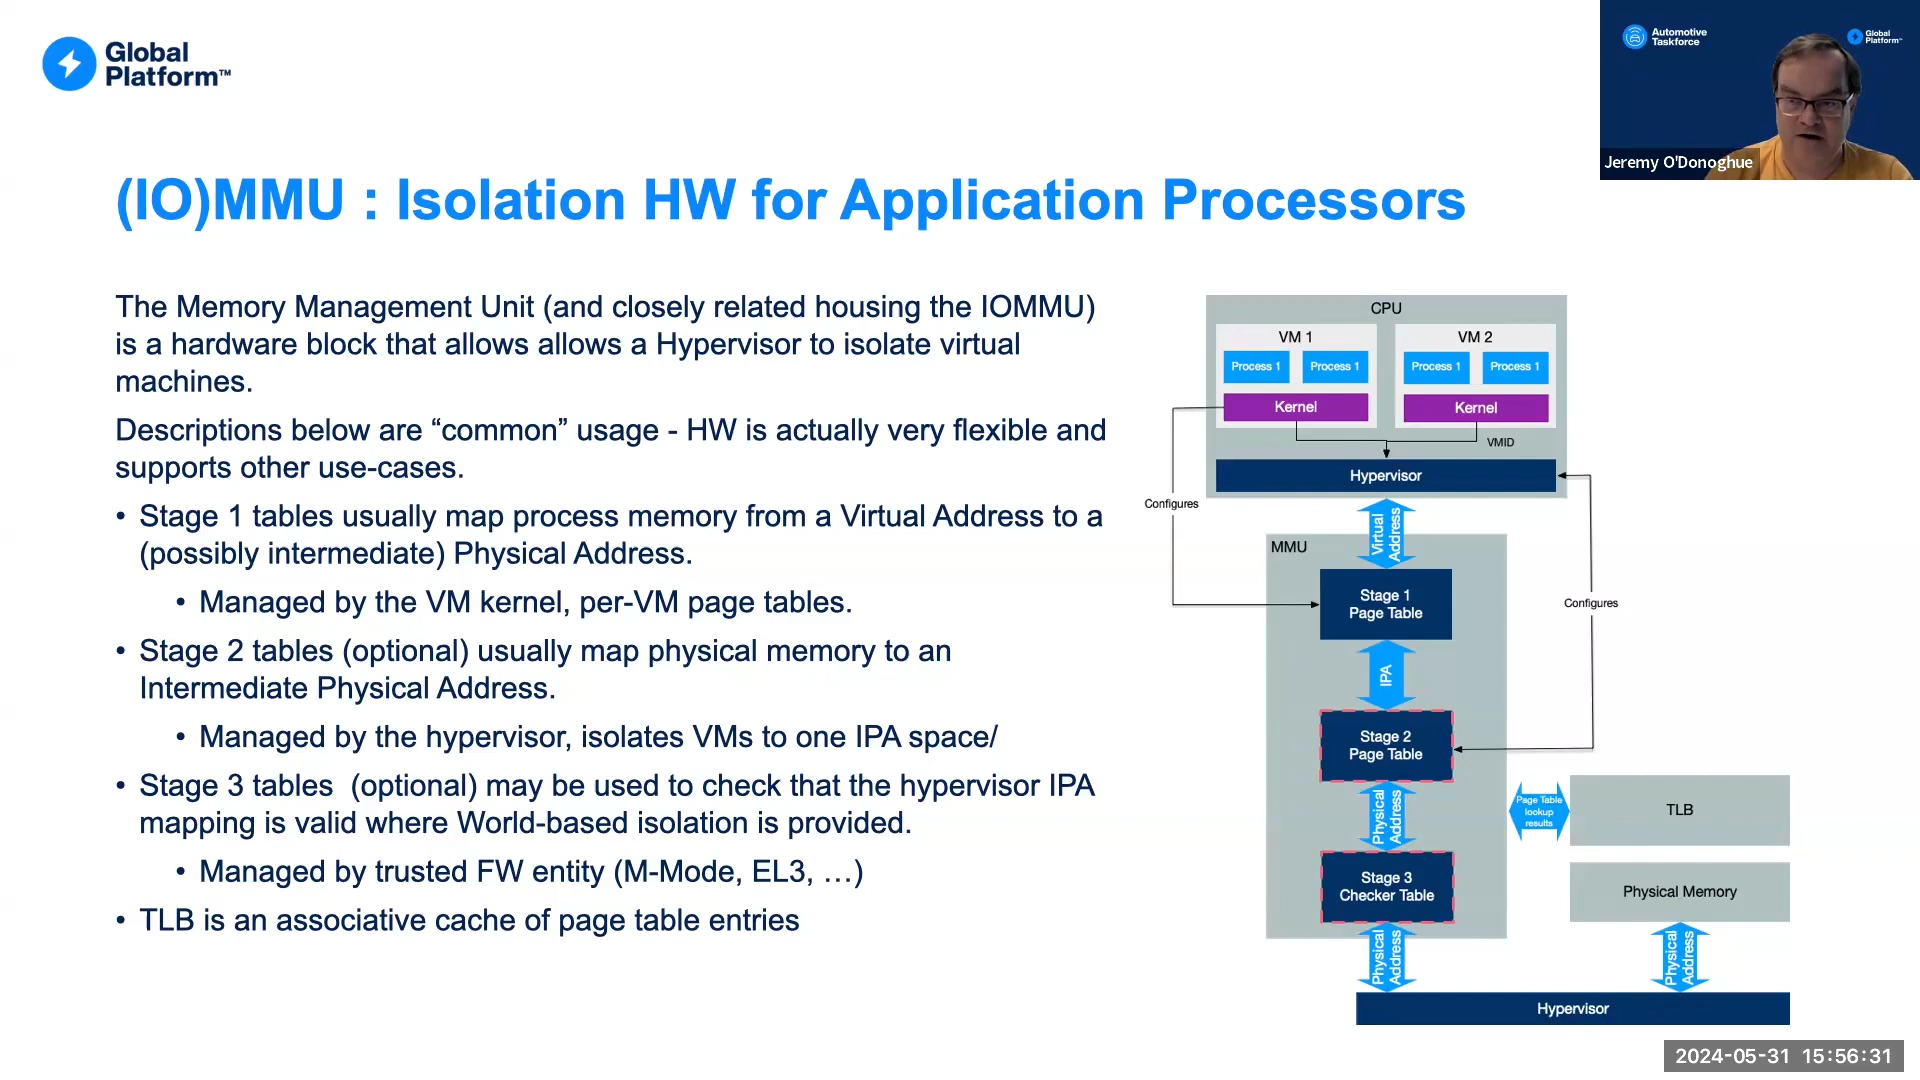 Global
Platform™
Automotive
Taskforce
Global
Platform™
Jeremy O'Donoghue
(IO)MMU : Isolation HW for Application Processors
The Memory Management Unit (and closely related housing the IOMMU)
is a hardware block that allows allows a Hypervisor to isolate virtual
machines.
Descriptions below are “common” usage - HW is actually very flexible and
supports other use-cases.
• Stage 1 tables usually map process memory from a Virtual Address to a
(possibly intermediate) Physical Address.
• Managed by the VM kernel, per-VM page tables.
• Stage 2 tables (optional) usually map physical memory to an
Intermediate Physical Address.
• Managed by the hypervisor, isolates VMs to one IPA space/
• Stage 3 tables (optional) may be used to check that the hypervisor IPA
mapping is valid where World-based isolation is provided.
• Managed by trusted FW entity (M-Mode, EL3, …)
• TLB is an associative cache of page table entries
CPU
VM 1
VM 2
Process 1
Process 1
Process 1
Process 1
Kernel
Kernel
VMID
Hypervisor
Configures
Virtual
Address
MMU
Stage 1
Page Table
Configures
IPA
Stage 2
Page Table
Physical
Address
Page Table
lookup
results
TLB
Stage 3
Checker Table
Physical Memory
Physical
Address
Physical
Address
Hypervisor
2024-05-31 15:56:31